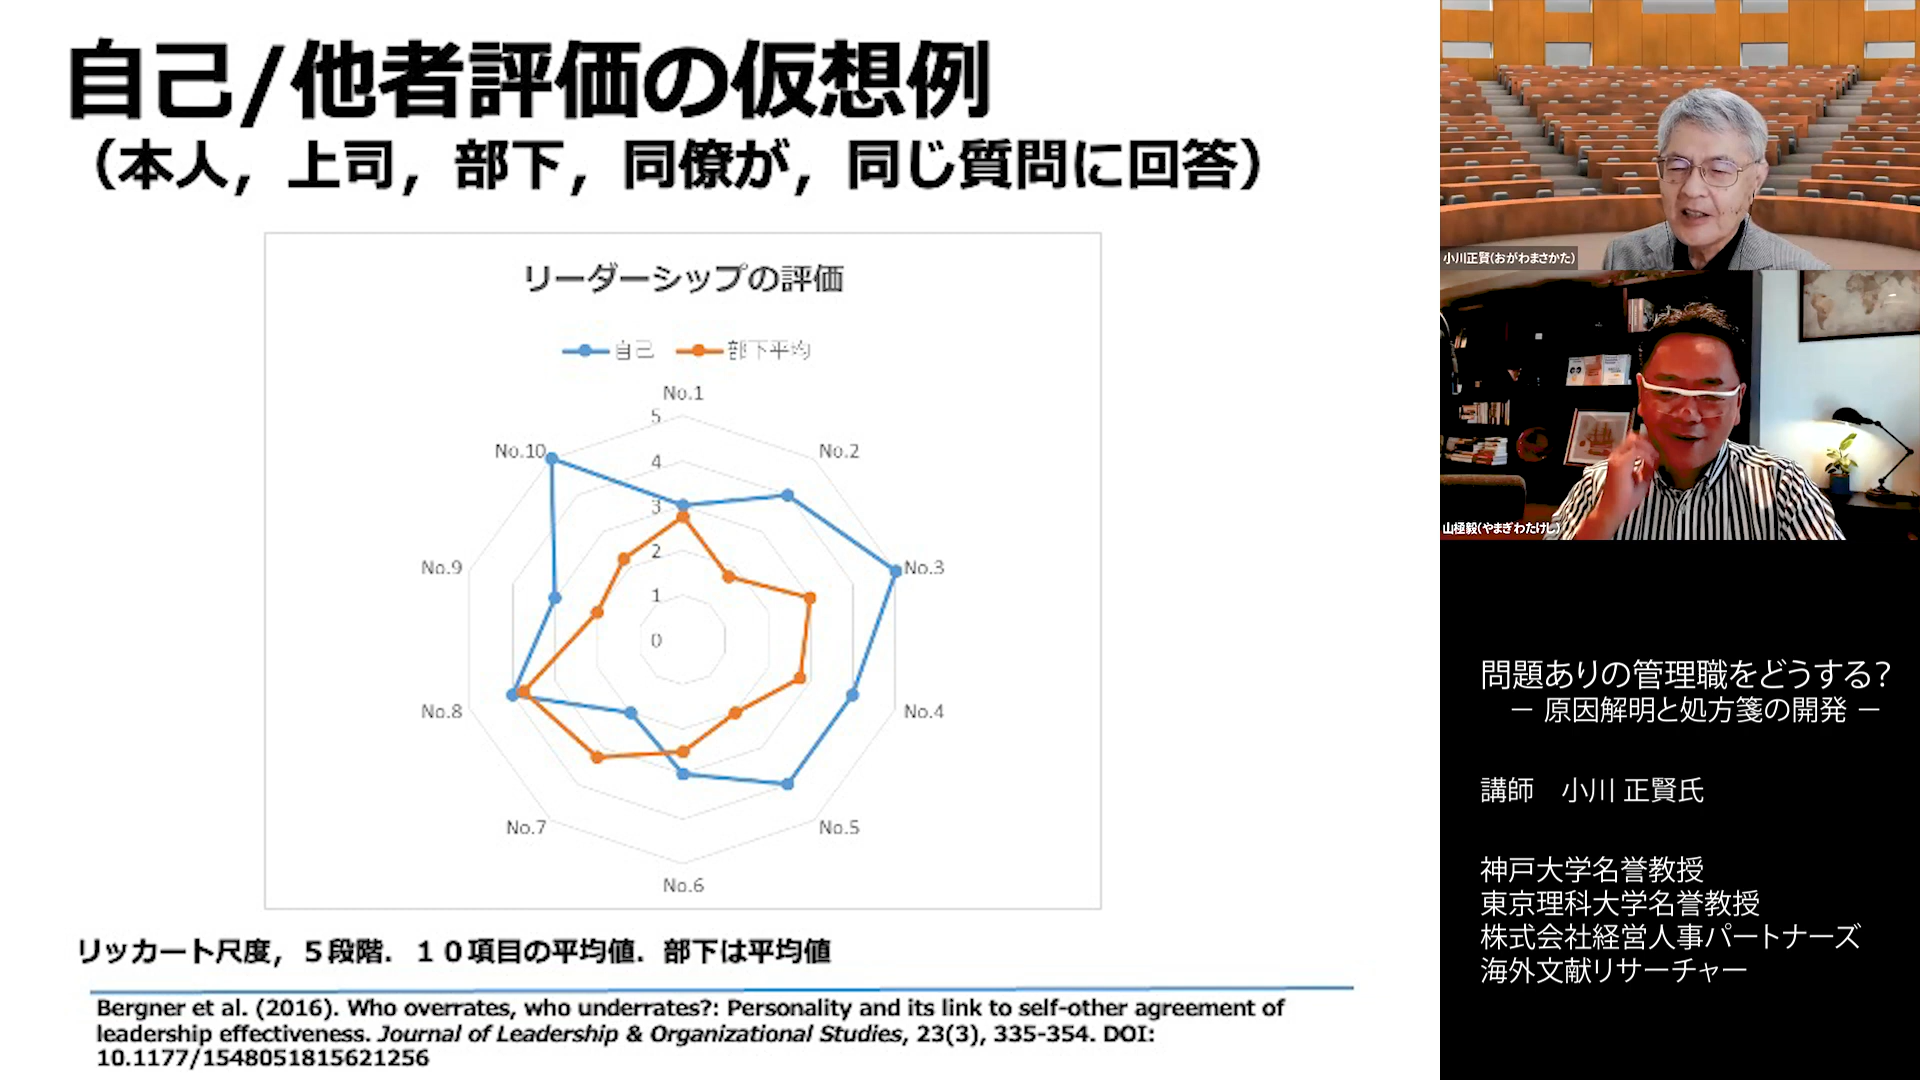 自己/他者評価の仮想例
（本人，上司，部下，同僚が，同じ質問に回答）
リーダーシップの評価
自己 部下平均
No.1
No.2
No.3
No.4
No.5
No.6
No.7
No.8
No.9
No.10
5
4
3
2
1
0
リッカート尺度，５段階．１０項目の平均値．部下は平均値
Bergner et al. (2016). Who overrates, who underrates?: Personality and its link to self-other agreement of
leadership effectiveness. Journal of Leadership & Organizational Studies, 23(3), 335-354. DOI:
10.1177/1548051815621256
小川正賢(おがわまさかた)
山極毅(やまぎわたけし)
問題ありの管理職をどうする？
－ 原因解明と処方箋の開発 －
講師　小川 正賢氏
神戸大学名誉教授
東京理科大学名誉教授
株式会社経営人事パートナーズ
海外文献リサーチャー